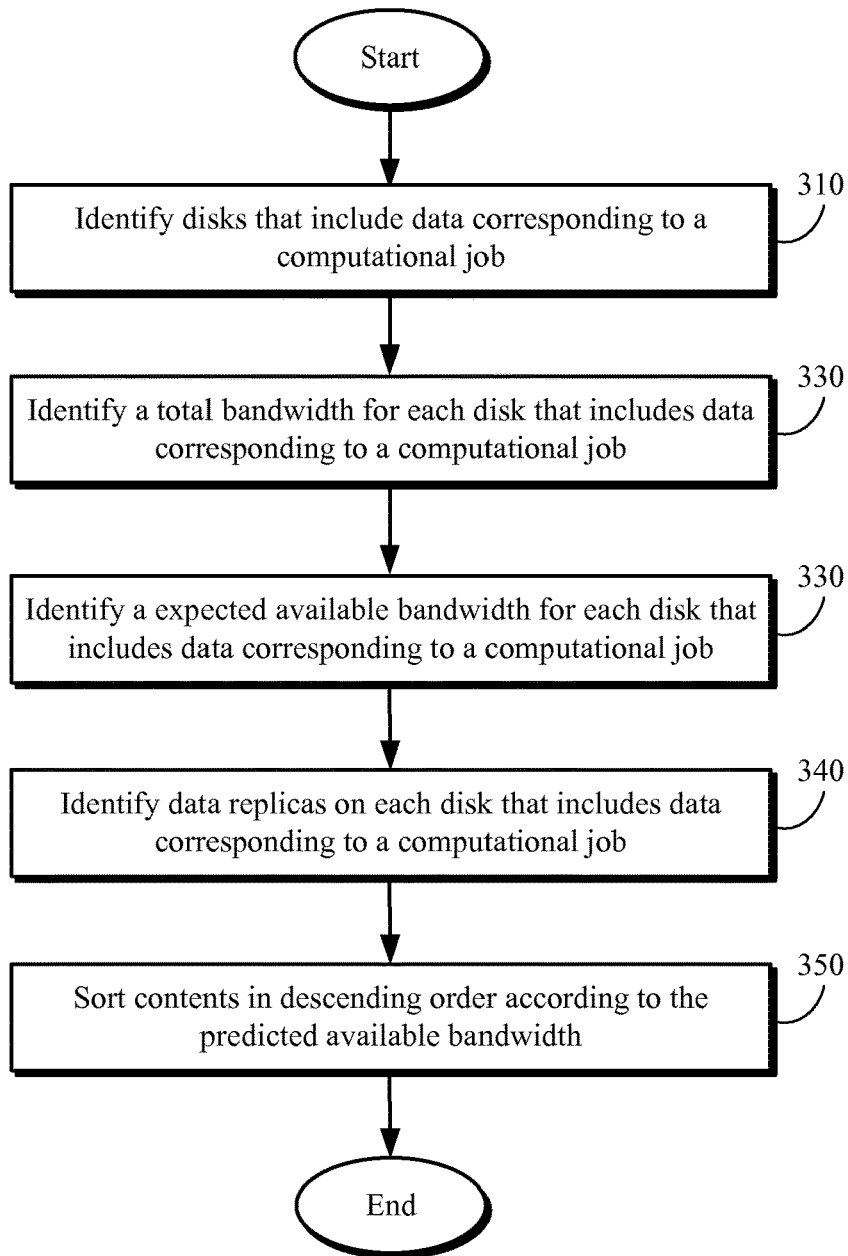 Start
310
Identify disks that include data corresponding to a
computational job
330
Identify a total bandwidth for each disk that includes data
corresponding to a computational job
330
Identify a expected available bandwidth for each disk that
includes data corresponding to a computational job
340
Identify data replicas on each disk that includes data
corresponding to a computational job
350
Sort contents in descending order according to the
predicted available bandwidth
End